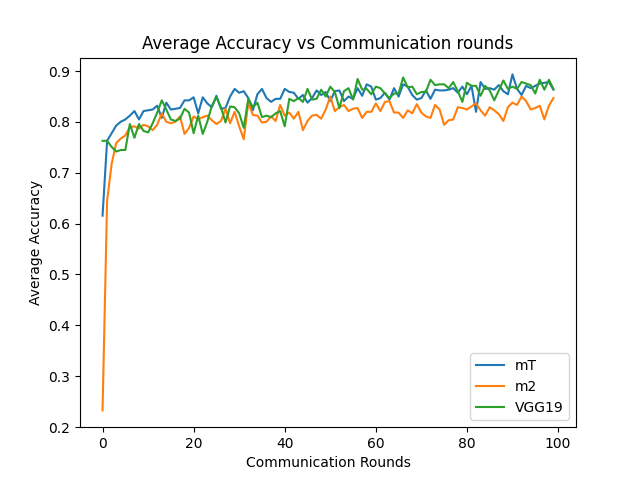 Average Accuracy vs Communication rounds
0.9
0.8
0.7
0.6
0.5
0.4
0.3
0.2
Average Accuracy
0 20 40 60 80 100
Communication Rounds
mT
m2
VGG19